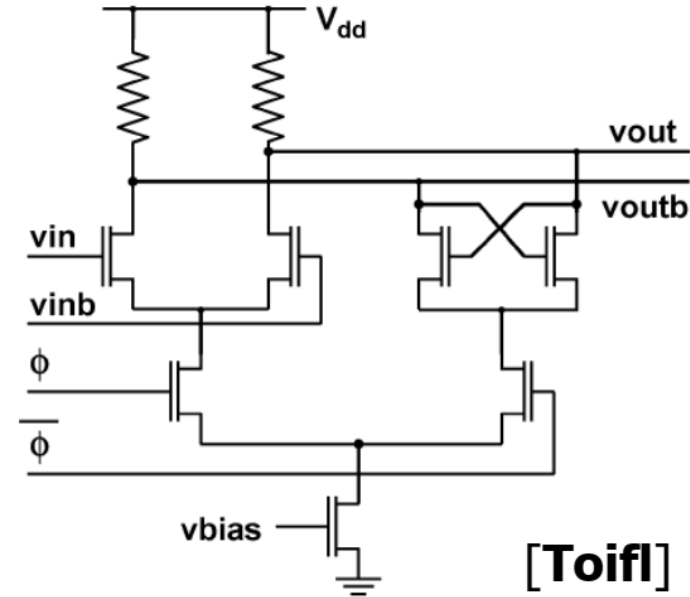 Vdd
vout
voutb
vin
vinb
ϕ
ϕ̅
vbias
[Toifl]